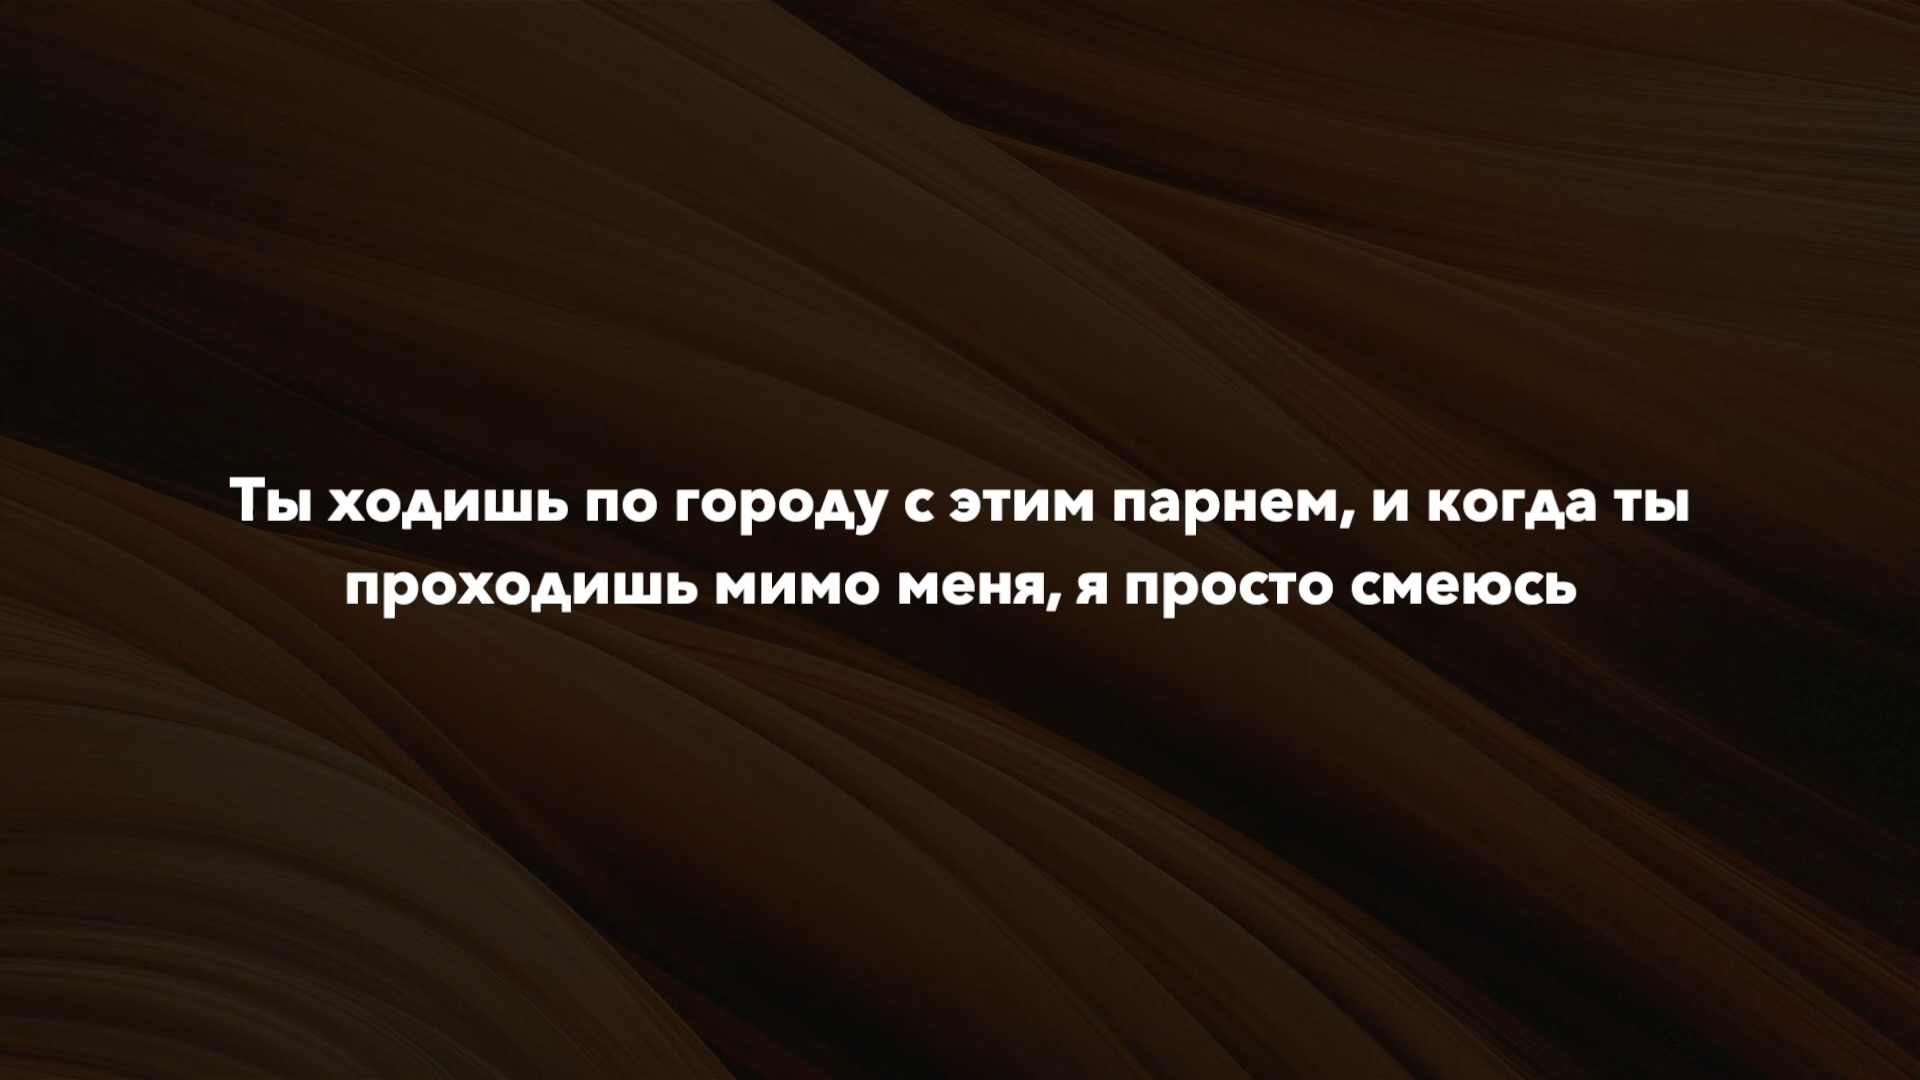 Ты ходишь по городу с этим парнем, и когда ты
проходишь мимо меня, я просто смеюсь